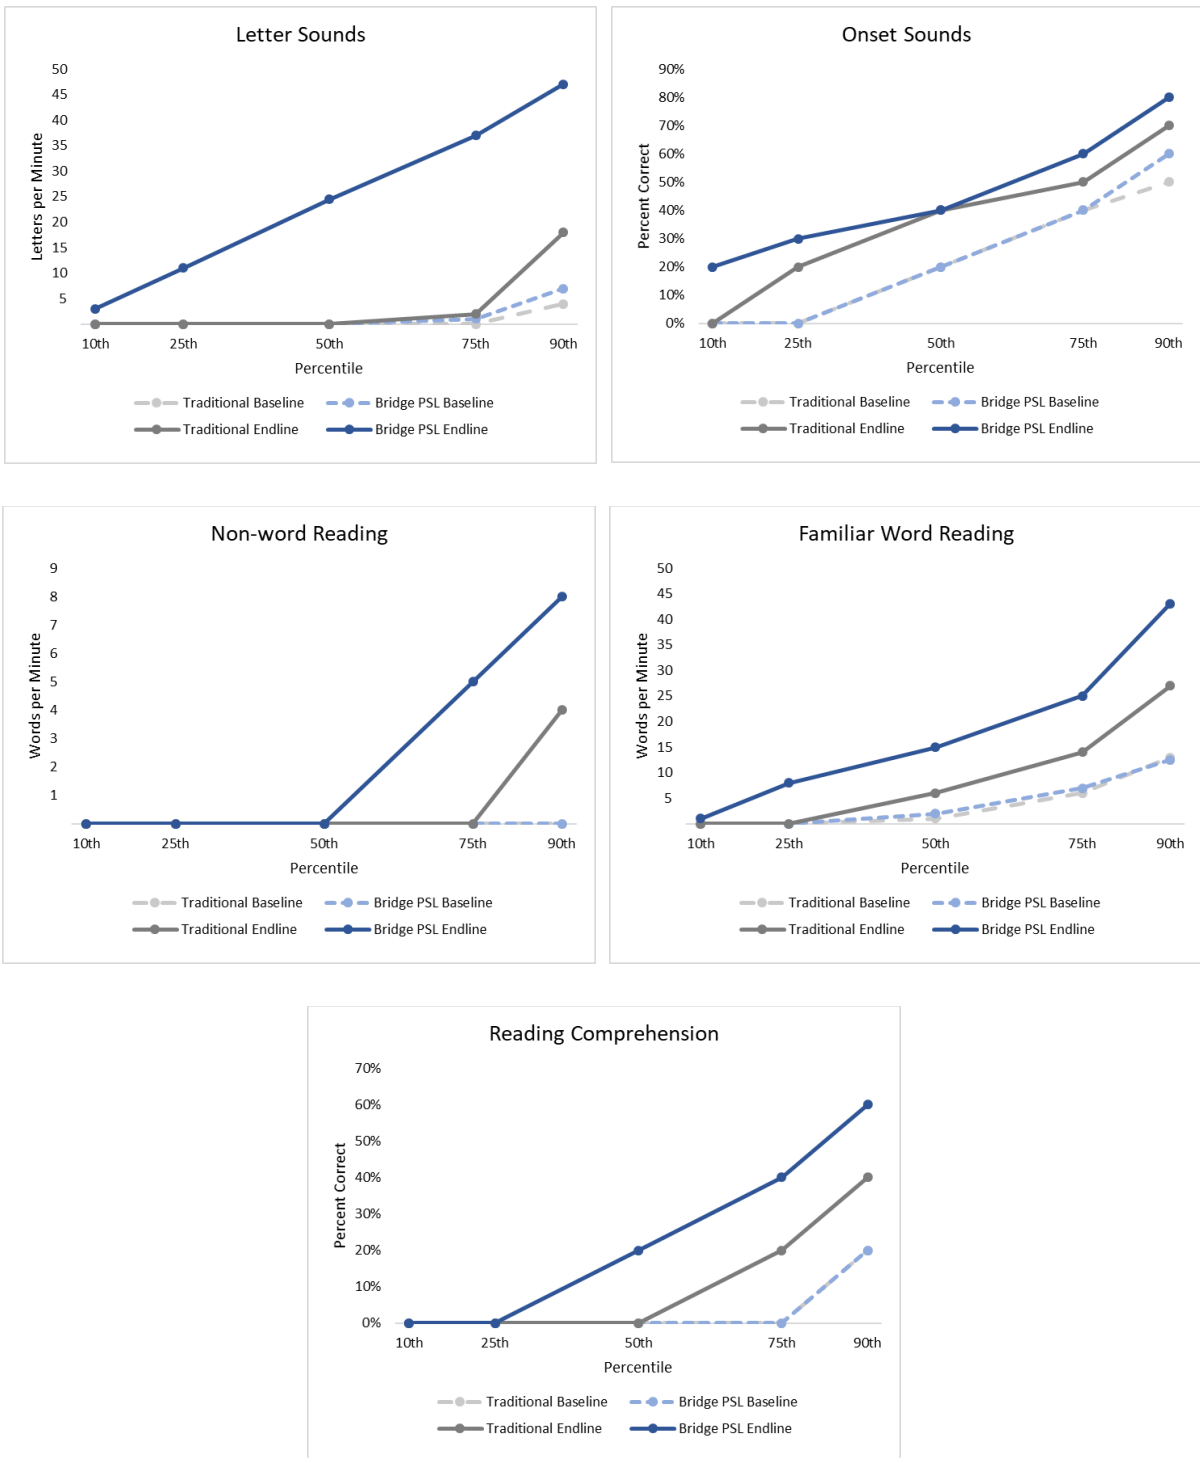 Letter Sounds
50
45
40
35
30
25
20
15
10
5
Letters per Minute
10th 25th 50th 75th 90th
Percentile
Traditional Baseline Bridge PSL Baseline
Traditional Endline Bridge PSL Endline
Onset Sounds
90%
80%
70%
60%
50%
40%
30%
20%
10%
0%
Percent Correct
10th 25th 50th 75th 90th
Percentile
Traditional Baseline Bridge PSL Baseline
Traditional Endline Bridge PSL Endline
Non-word Reading
9
8
7
6
5
4
3
2
1
Words per Minute
10th 25th 50th 75th 90th
Percentile
Traditional Baseline Bridge PSL Baseline
Traditional Endline Bridge PSL Endline
Familiar Word Reading
50
45
40
35
30
25
20
15
10
5
Words per Minute
10th 25th 50th 75th 90th
Percentile
Traditional Baseline Bridge PSL Baseline
Traditional Endline Bridge PSL Endline
Reading Comprehension
70%
60%
50%
40%
30%
20%
10%
0%
Percent Correct
10th 25th 50th 75th 90th
Percentile
Traditional Baseline Bridge PSL Baseline
Traditional Endline Bridge PSL Endline